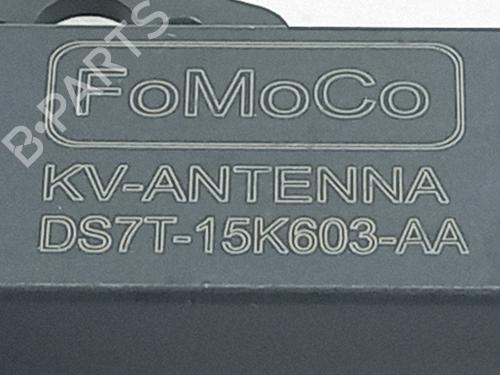 FoMoCo
KV-ANTENNA
DS7T-15K603-AA
B-PARTS